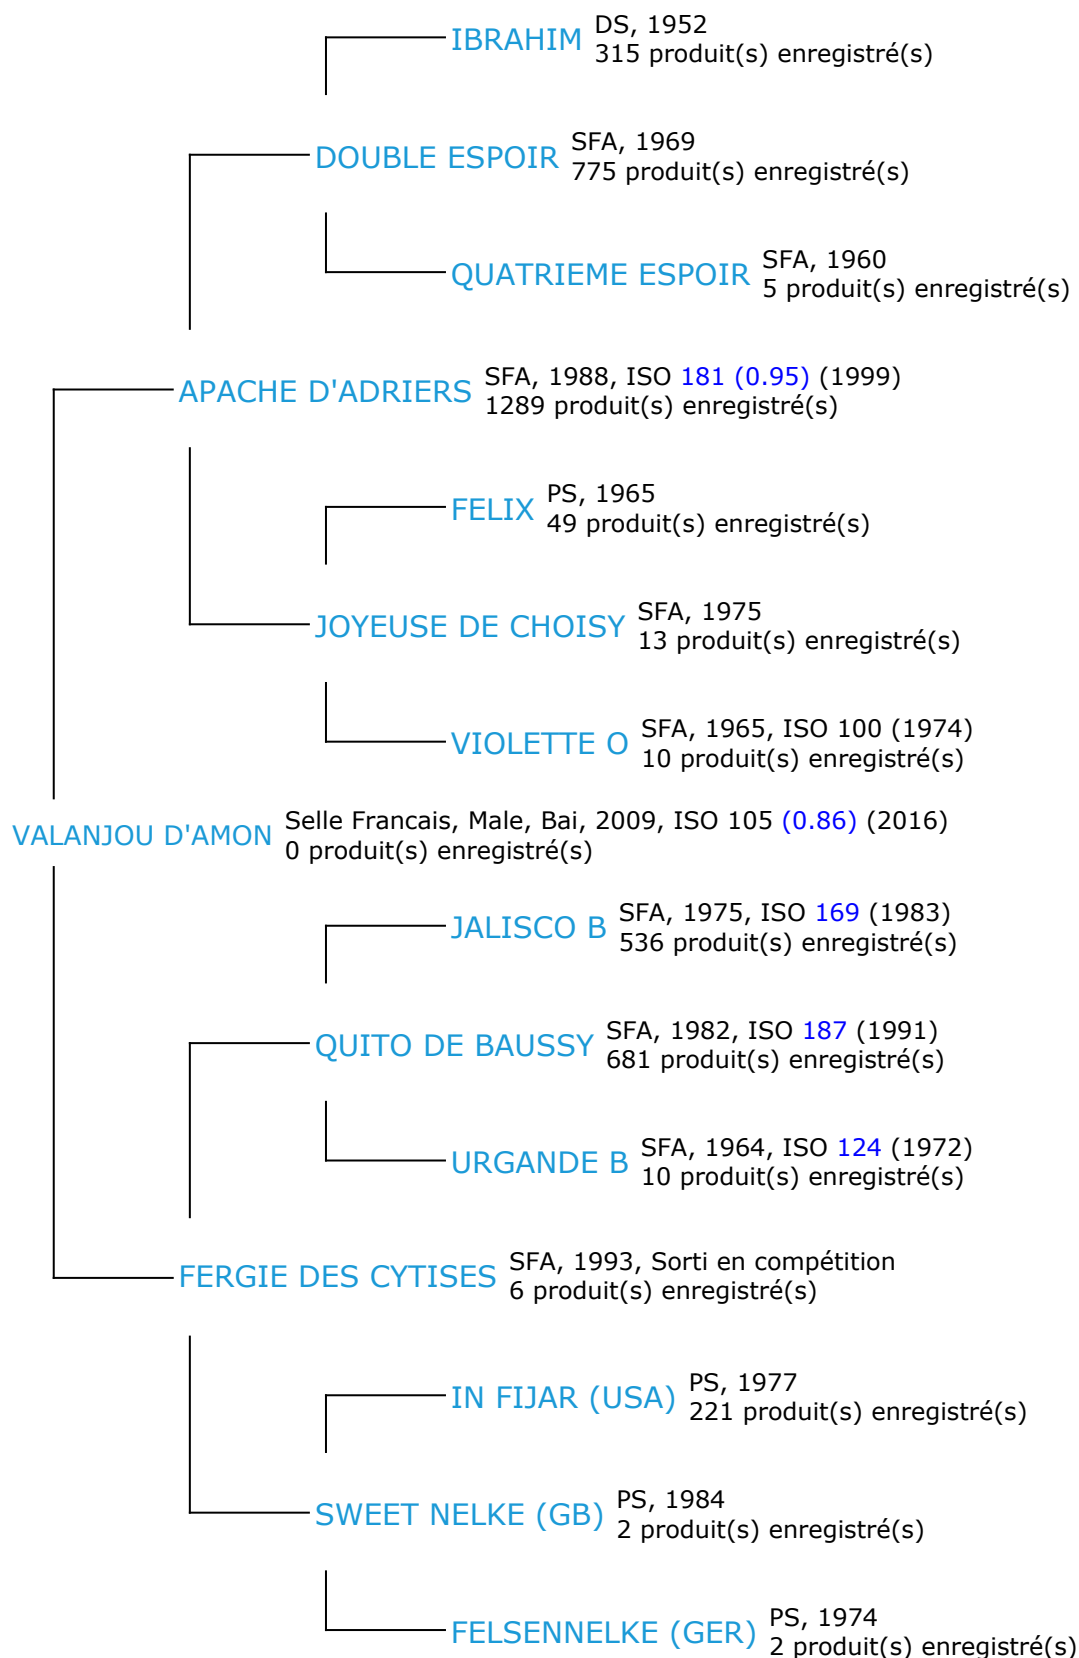 IBRAHIM DS, 1952
315 produit(s) enregistré(s)
DOUBLE ESPOIR SFA, 1969
775 produit(s) enregistré(s)
QUATRIEME ESPOIR SFA, 1960
5 produit(s) enregistré(s)
APACHE D'ADRIERS SFA, 1988, ISO 181 (0.95) (1999)
1289 produit(s) enregistré(s)
FELIX PS, 1965
49 produit(s) enregistré(s)
JOYEUSE DE CHOISY SFA, 1975
13 produit(s) enregistré(s)
VIOLETTE O SFA, 1965, ISO 100 (1974)
10 produit(s) enregistré(s)
VALANJOU D'AMON Selle Francais, Male, Bai, 2009, ISO 105 (0.86) (2016)
0 produit(s) enregistré(s)
JALISCO B SFA, 1975, ISO 169 (1983)
536 produit(s) enregistré(s)
QUITO DE BAUSSY SFA, 1982, ISO 187 (1991)
681 produit(s) enregistré(s)
URGANDE B SFA, 1964, ISO 124 (1972)
10 produit(s) enregistré(s)
FERGIE DES CYTISES SFA, 1993, Sorti en compétition
6 produit(s) enregistré(s)
IN FIJAR (USA) PS, 1977
221 produit(s) enregistré(s)
SWEET NELKE (GB) PS, 1984
2 produit(s) enregistré(s)
FELSENNELKE (GER) PS, 1974
2 produit(s) enregistré(s)